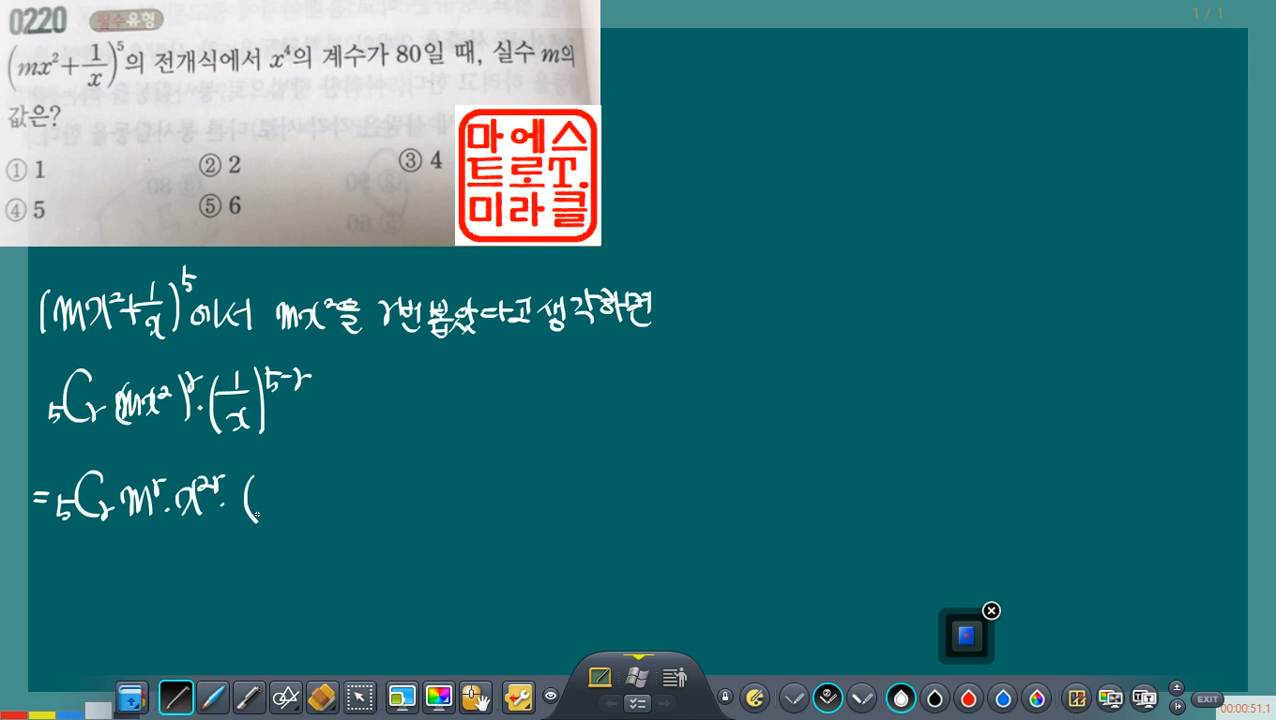 0220 필수유형
1 / 1
(mx²+1/x)⁵의 전개식에서 x⁴의 계수가 80일 때, 실수 m의
값은?
① 1 ② 2 ③ 4
④ 5 ⑤ 6
마에스
트로T.
미라클
(mx²+1/x)⁵에서 mx²을 r번 뽑았다고 생각하면
₅Cᵣ (mx²)ʳ·(1/x)⁵⁻ʳ
= ₅Cᵣ mʳ·x²ʳ· (
EXIT
00:00:51.1